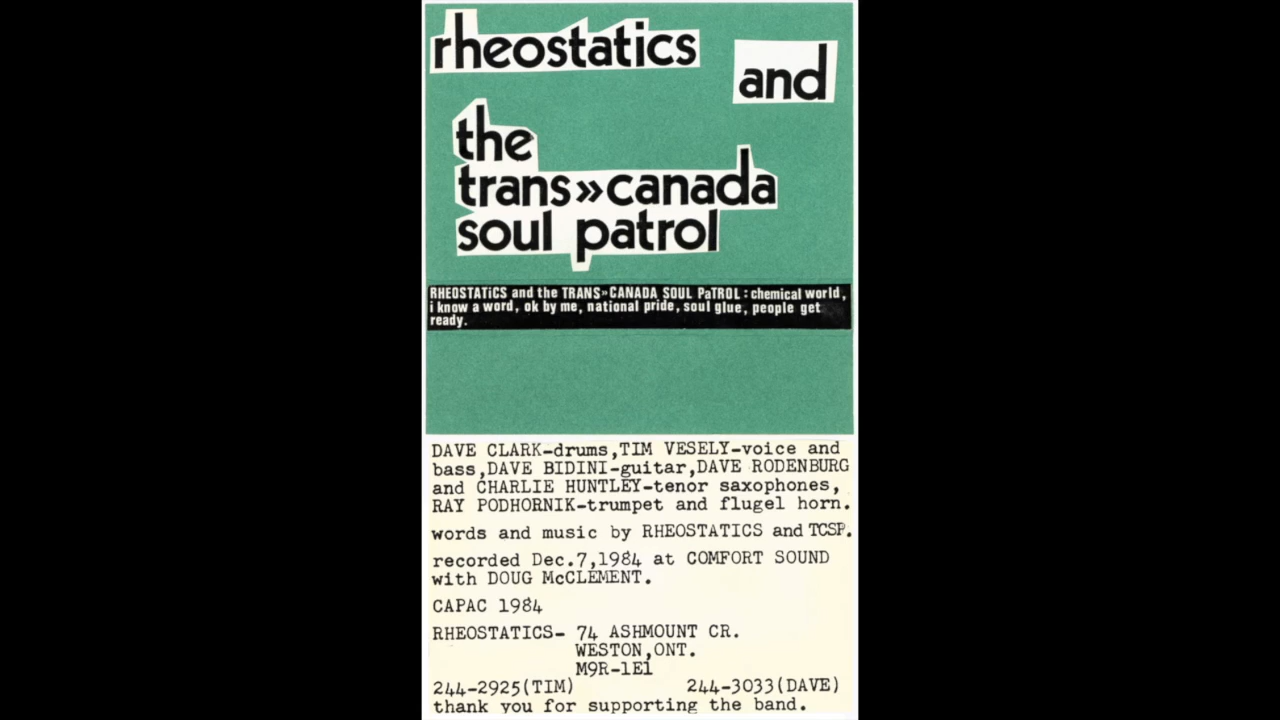 rheostatics
and
the
trans»canada
soul patrol
RHEOSTATiCS and the TRANS»CANADA SOUL PaTROL : chemical world,
i know a word, ok by me, national pride, soul glue, people get
ready.
DAVE CLARK-drums,TIM VESELY-voice and
bass,DAVE BIDINI-guitar,DAVE RODENBURG
and CHARLIE HUNTLEY-tenor saxophones,
RAY PODHORNIK-trumpet and flugel horn.
words and music by RHEOSTATICS and TCSP.
recorded Dec.7,1984 at COMFORT SOUND
with DOUG McCLEMENT.
CAPAC 1984
RHEOSTATICS- 74 ASHMOUNT CR.
WESTON,ONT.
M9R-1E1
244-2925(TIM) 244-3033(DAVE)
thank you for supporting the band.